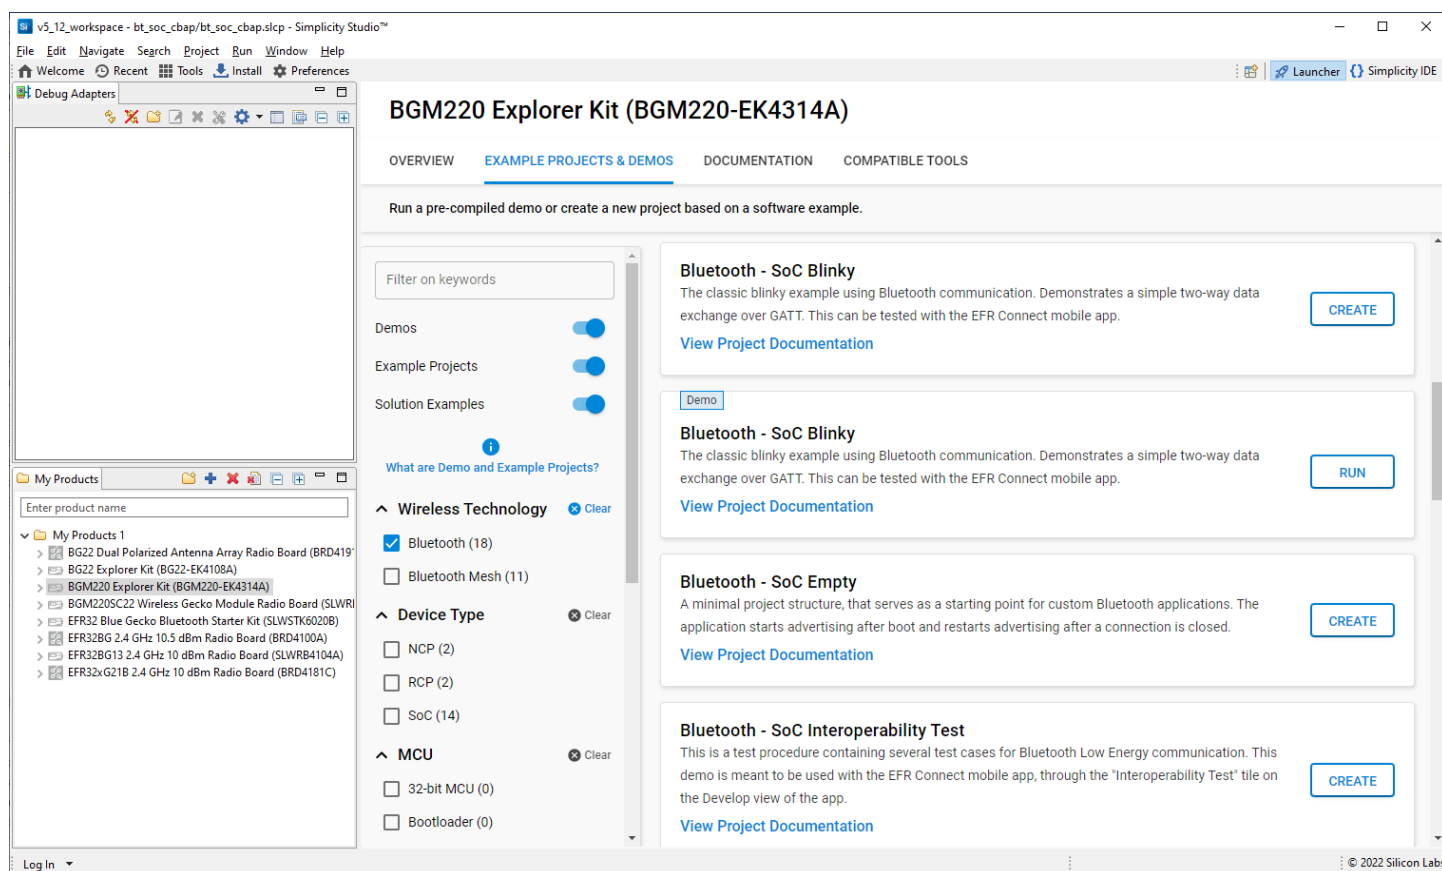 v5_12_workspace - bt_soc_cbap/bt_soc_cbap.slcp - Simplicity Studio™
File Edit Navigate Search Project Run Window Help
Welcome Recent Tools Install Preferences
Launcher {} Simplicity IDE
Debug Adapters
My Products
Enter product name
My Products 1
BG22 Dual Polarized Antenna Array Radio Board (BRD419
BG22 Explorer Kit (BG22-EK4108A)
BGM220 Explorer Kit (BGM220-EK4314A)
BGM220SC22 Wireless Gecko Module Radio Board (SLWRI
EFR32 Blue Gecko Bluetooth Starter Kit (SLWSTK6020B)
EFR32BG 2.4 GHz 10.5 dBm Radio Board (BRD4100A)
EFR32BG13 2.4 GHz 10 dBm Radio Board (SLWRB4104A)
EFR32xG21B 2.4 GHz 10 dBm Radio Board (BRD4181C)
BGM220 Explorer Kit (BGM220-EK4314A)
OVERVIEW EXAMPLE PROJECTS & DEMOS DOCUMENTATION COMPATIBLE TOOLS
Run a pre-compiled demo or create a new project based on a software example.
Filter on keywords
Demos
Example Projects
Solution Examples
What are Demo and Example Projects?
Wireless Technology Clear
Bluetooth (18)
Bluetooth Mesh (11)
Device Type Clear
NCP (2)
RCP (2)
SoC (14)
MCU Clear
32-bit MCU (0)
Bootloader (0)
Bluetooth - SoC Blinky
The classic blinky example using Bluetooth communication. Demonstrates a simple two-way data
exchange over GATT. This can be tested with the EFR Connect mobile app.
View Project Documentation
CREATE
Demo
Bluetooth - SoC Blinky
The classic blinky example using Bluetooth communication. Demonstrates a simple two-way data
exchange over GATT. This can be tested with the EFR Connect mobile app.
View Project Documentation
RUN
Bluetooth - SoC Empty
A minimal project structure, that serves as a starting point for custom Bluetooth applications. The
application starts advertising after boot and restarts advertising after a connection is closed.
View Project Documentation
CREATE
Bluetooth - SoC Interoperability Test
This is a test procedure containing several test cases for Bluetooth Low Energy communication. This
demo is meant to be used with the EFR Connect mobile app, through the "Interoperability Test" tile on
the Develop view of the app.
View Project Documentation
CREATE
Log In
© 2022 Silicon Labs